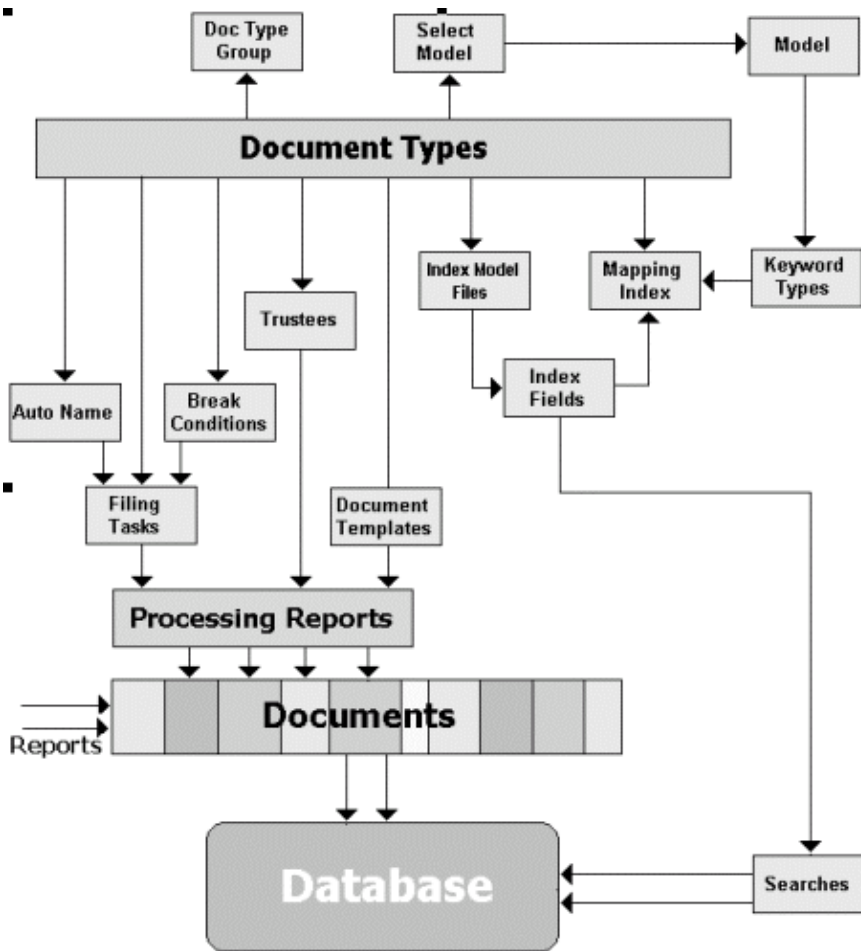 Doc Type
Group
Select
Model
Model
Document Types
Index Model
Files
Mapping
Index
Keyword
Types
Trustees
Auto Name
Break
Conditions
Index
Fields
Filing
Tasks
Document
Templates
Processing Reports
Documents
Reports
Database
Searches